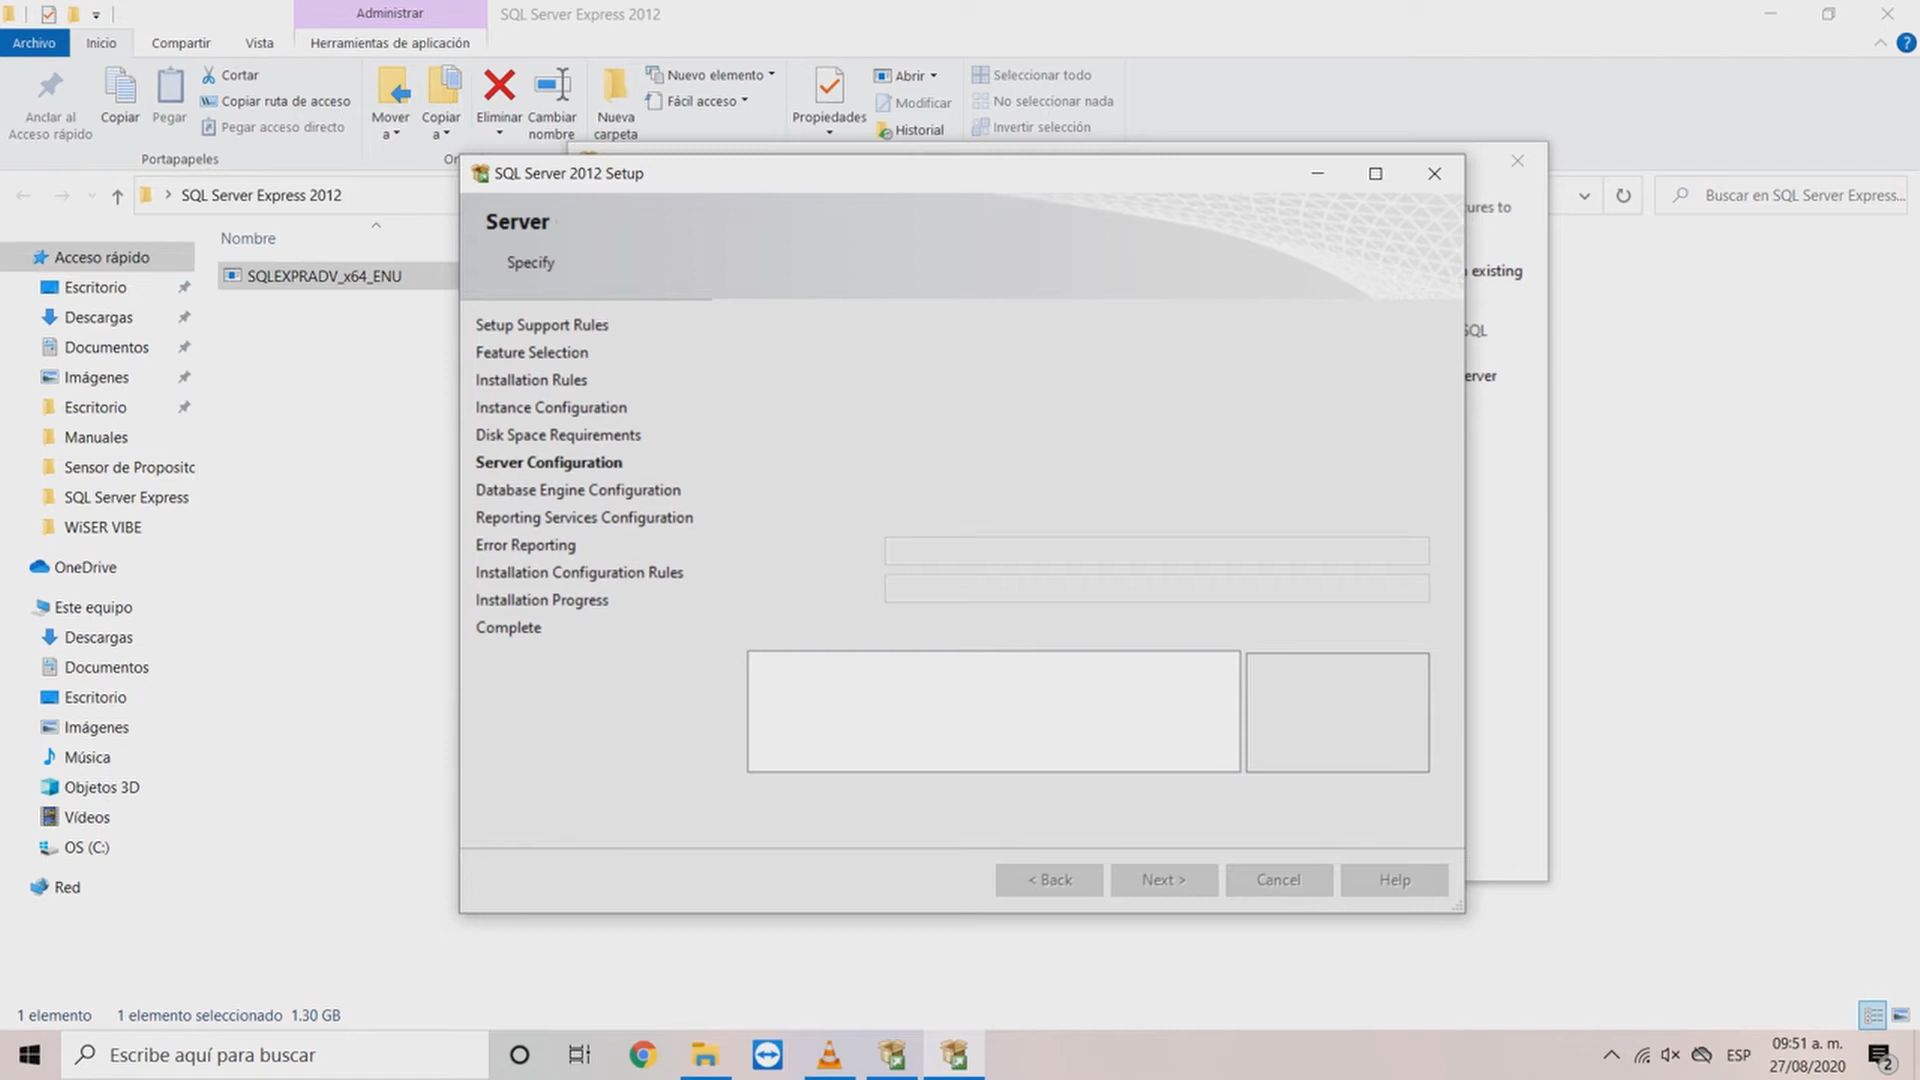 Administrar
SQL Server Express 2012
Archivo
Inicio
Compartir
Vista
Herramientas de aplicación
Anclar al
Acceso rápido
Copiar
Pegar
Cortar
Copiar ruta de acceso
Pegar acceso directo
Portapapeles
Mover
a
Copiar
a
Eliminar
Cambiar
nombre
Or
Nueva
carpeta
Nuevo elemento
Fácil acceso
Propiedades
Abrir
Modificar
Historial
Seleccionar todo
No seleccionar nada
Invertir selección
SQL Server Express 2012
Buscar en SQL Server Express...
Nombre
SQLEXPRADV_x64_ENU
Acceso rápido
Escritorio
Descargas
Documentos
Imágenes
Escritorio
Manuales
Sensor de Proposito
SQL Server Express
WiSER VIBE
OneDrive
Este equipo
Descargas
Documentos
Escritorio
Imágenes
Música
Objetos 3D
Vídeos
OS (C:)
Red
SQL Server 2012 Setup
Server
Specify
Setup Support Rules
Feature Selection
Installation Rules
Instance Configuration
Disk Space Requirements
Server Configuration
Database Engine Configuration
Reporting Services Configuration
Error Reporting
Installation Configuration Rules
Installation Progress
Complete
< Back
Next >
Cancel
Help
ures to
existing
SQL
erver
1 elemento
1 elemento seleccionado 1.30 GB
Escribe aquí para buscar
ESP
09:51 a. m.
27/08/2020
2